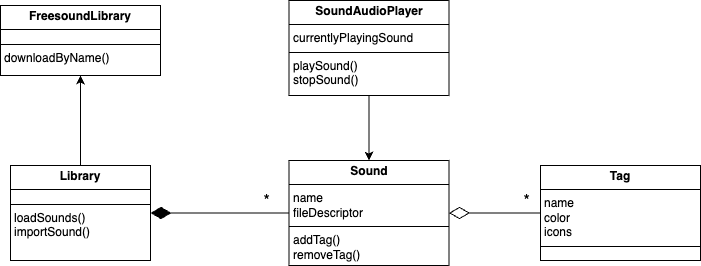 FreesoundLibrary
downloadByName()
SoundAudioPlayer
currentlyPlayingSound
playSound()
stopSound()
Library
loadSounds()
importSound()
*
Sound
name
fileDescriptor
addTag()
removeTag()
*
Tag
name
color
icons